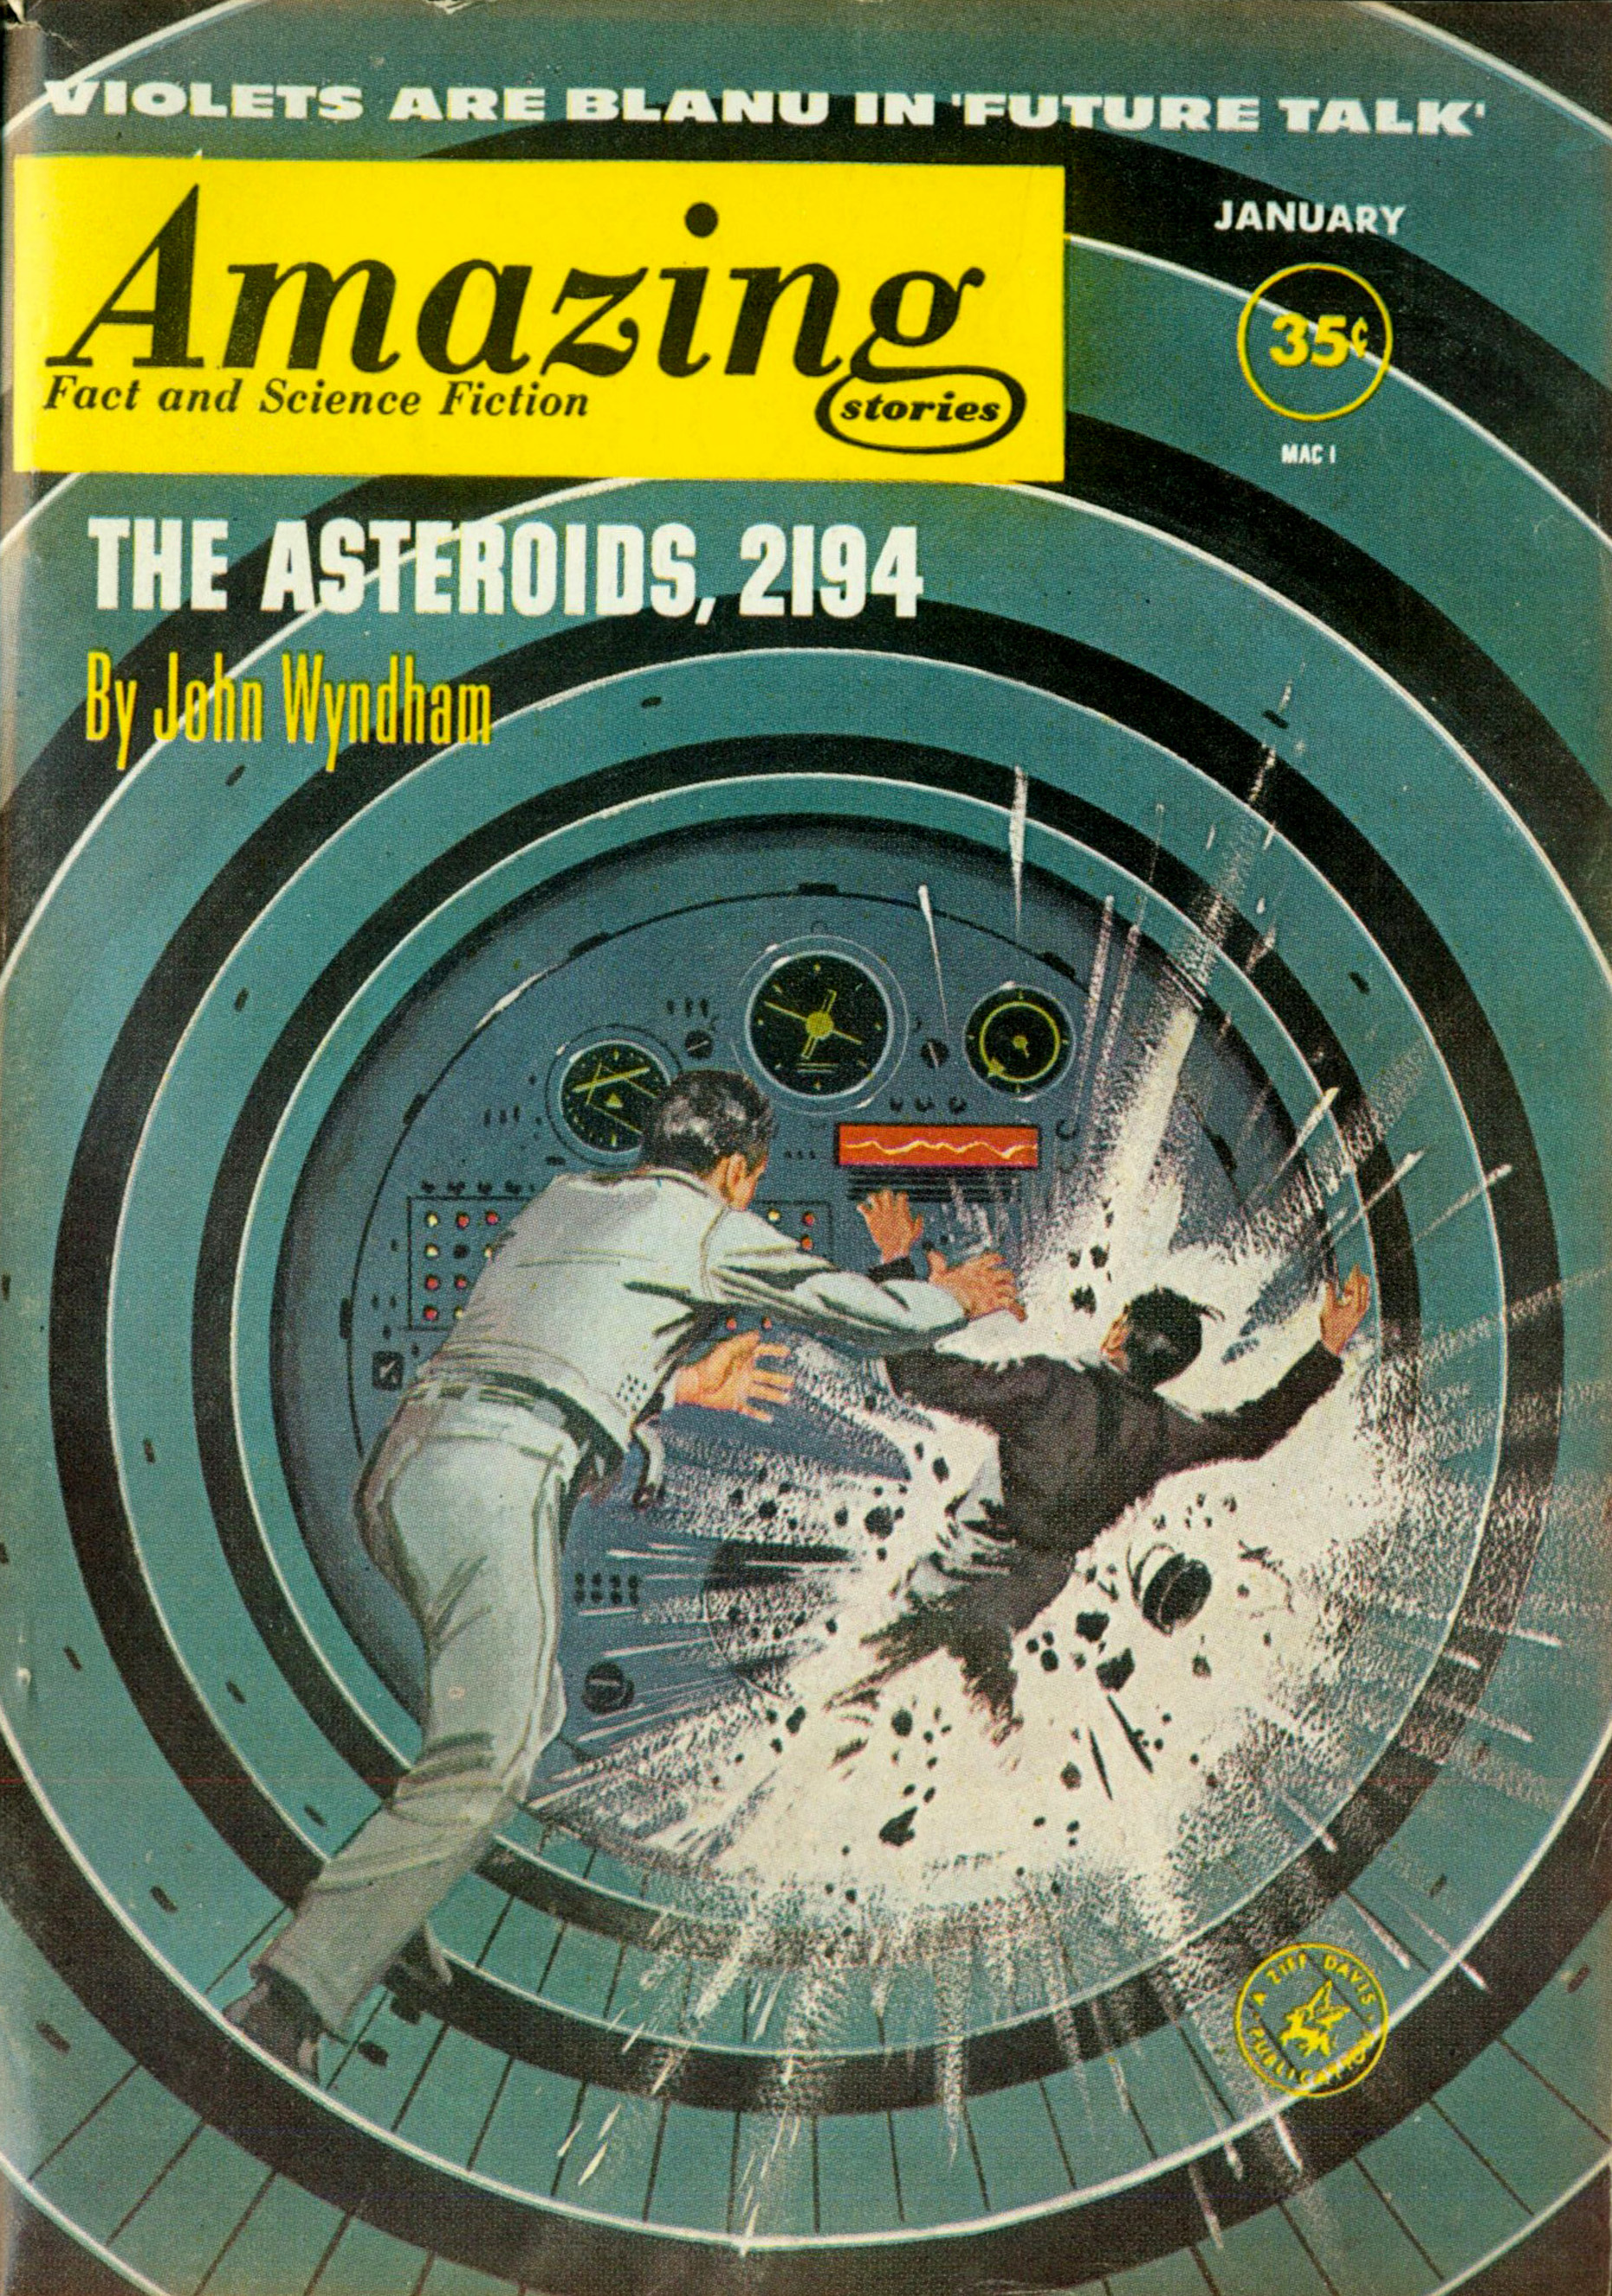 VIOLETS ARE BLANU IN 'FUTURE TALK'
Amazing
Fact and Science Fiction
stories
JANUARY
35¢
MAC I
THE ASTEROIDS, 2194
By John Wyndham
A ZIFF DAVIS
PUBLICATION